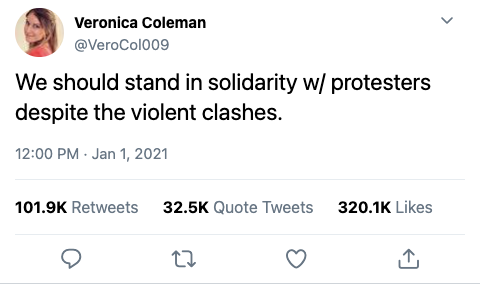 Veronica Coleman
@VeroCol009
We should stand in solidarity w/ protesters
despite the violent clashes.
12:00 PM · Jan 1, 2021
101.9K Retweets 32.5K Quote Tweets 320.1K Likes